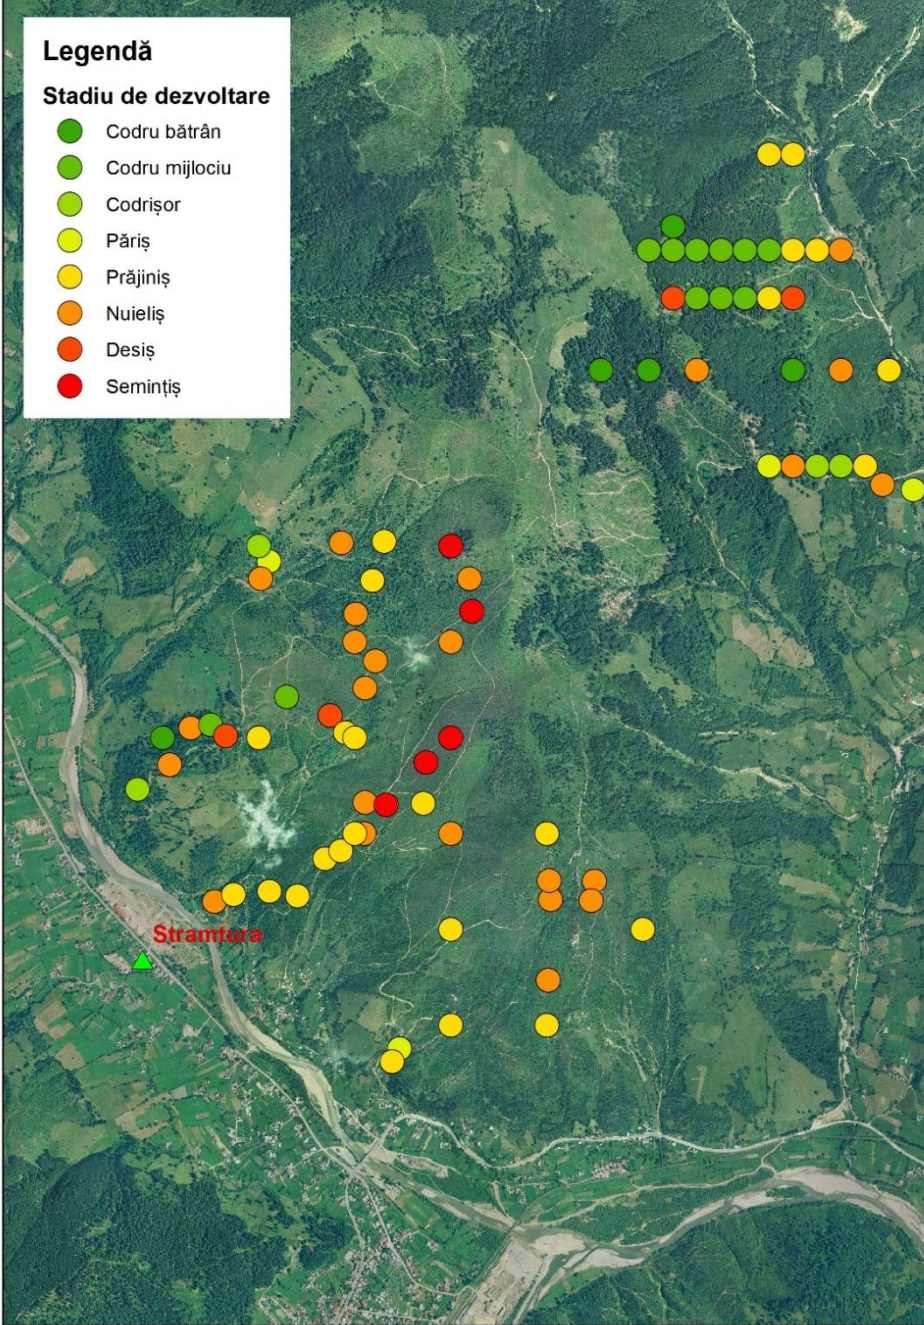 Legendă
Stadiu de dezvoltare
Codru bătrân
Codru mijlociu
Codrișor
Păriș
Prăjiniș
Nuieliș
Desiș
Semințiș
Stramtura